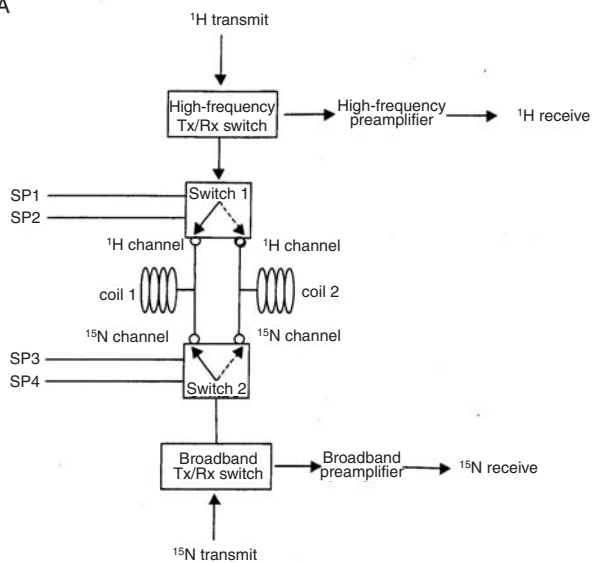 A
¹H transmit
High-frequency
Tx/Rx switch
High-frequency
preamplifier
¹H receive
SP1
SP2
Switch 1
¹H channel
¹H channel
coil 1
coil 2
¹⁵N channel
¹⁵N channel
SP3
SP4
Switch 2
Broadband
Tx/Rx switch
Broadband
preamplifier
¹⁵N receive
¹⁵N transmit